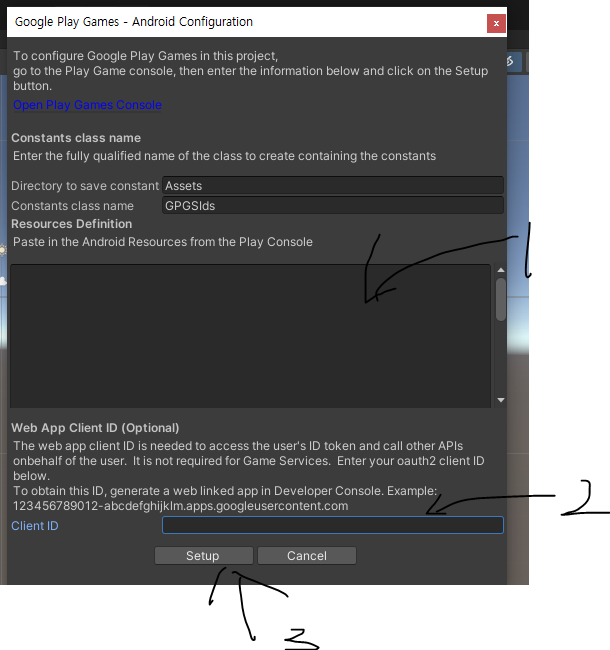 Google Play Games - Android Configuration
x
To configure Google Play Games in this project,
go to the Play Game console, then enter the information below and click on the Setup
button.
Open Play Games Console
Constants class name
Enter the fully qualified name of the class to create containing the constants
Directory to save constant Assets
Constants class name GPGSIds
Resources Definition
Paste in the Android Resources from the Play Console
1
Web App Client ID (Optional)
The web app client ID is needed to access the user's ID token and call other APIs
onbehalf of the user. It is not required for Game Services. Enter your oauth2 client ID
below.
To obtain this ID, generate a web linked app in Developer Console. Example:
123456789012-abcdefghijklm.apps.googleusercontent.com
2
Client ID
Setup Cancel
3